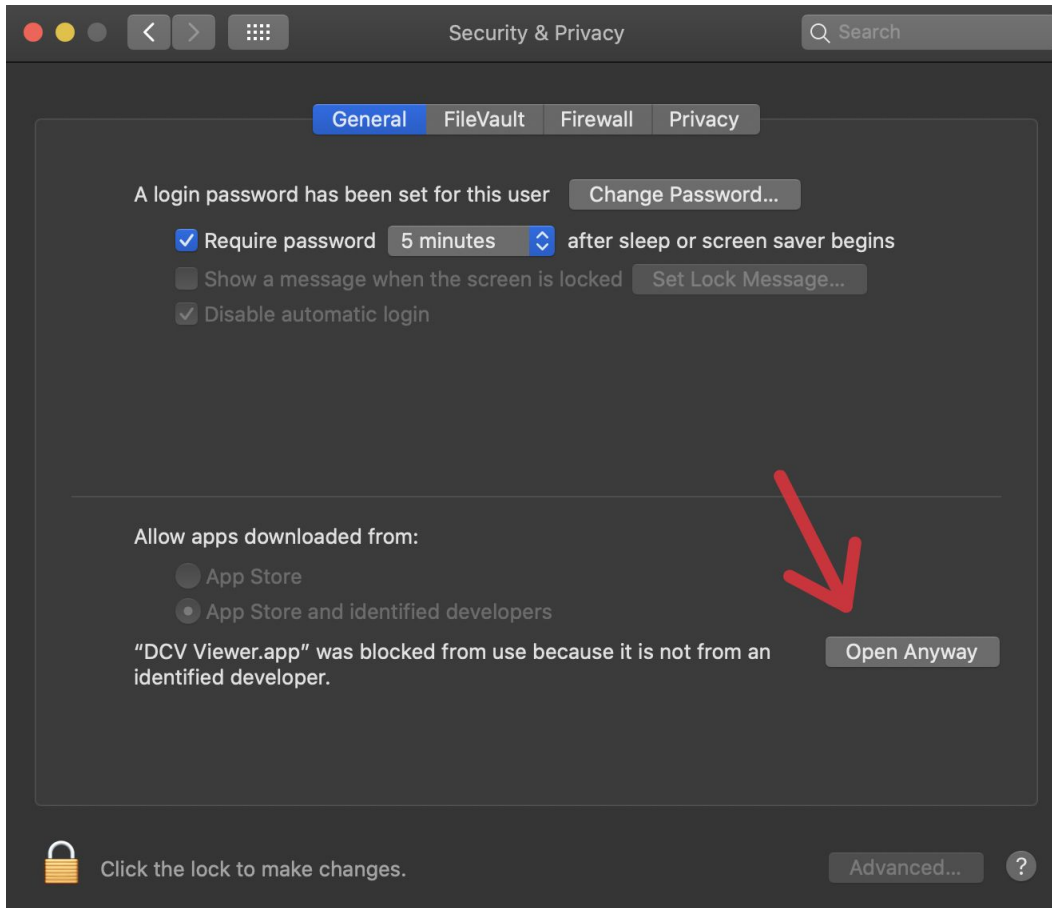 Security & Privacy
Search
General FileVault Firewall Privacy
A login password has been set for this user Change Password...
Require password 5 minutes after sleep or screen saver begins
Show a message when the screen is locked Set Lock Message...
Disable automatic login
Allow apps downloaded from:
App Store
App Store and identified developers
“DCV Viewer.app” was blocked from use because it is not from an Open Anyway
identified developer.
Click the lock to make changes. Advanced... ?